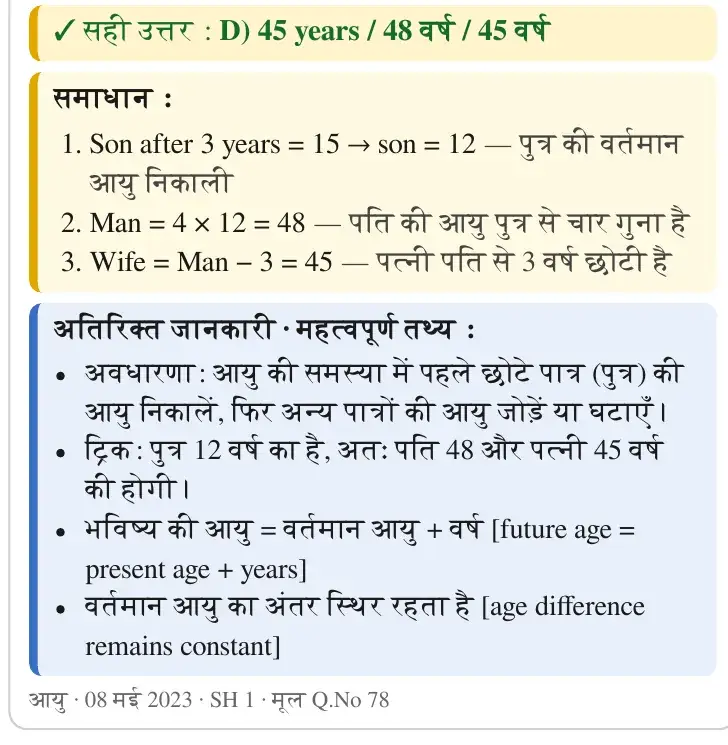 ✓ सही उत्तर : D) 45 years / 48 वर्ष / 45 वर्ष
समाधान :
1. Son after 3 years = 15 → son = 12 — पुत्र की वर्तमान
आयु निकाली
2. Man = 4 × 12 = 48 — पति की आयु पुत्र से चार गुना है
3. Wife = Man − 3 = 45 — पत्नी पति से 3 वर्ष छोटी है
अतिरिक्त जानकारी · महत्वपूर्ण तथ्य :
• अवधारणा : आयु की समस्या में पहले छोटे पात्र (पुत्र) की
आयु निकालें, फिर अन्य पात्रों की आयु जोड़ें या घटाएँ।
• ट्रिक : पुत्र 12 वर्ष का है, अतः पति 48 और पत्नी 45 वर्ष
की होगी।
• भविष्य की आयु = वर्तमान आयु + वर्ष [future age =
present age + years]
• वर्तमान आयु का अंतर स्थिर रहता है [age difference
remains constant]
आयु · 08 मई 2023 · SH 1 · मूल Q.No 78